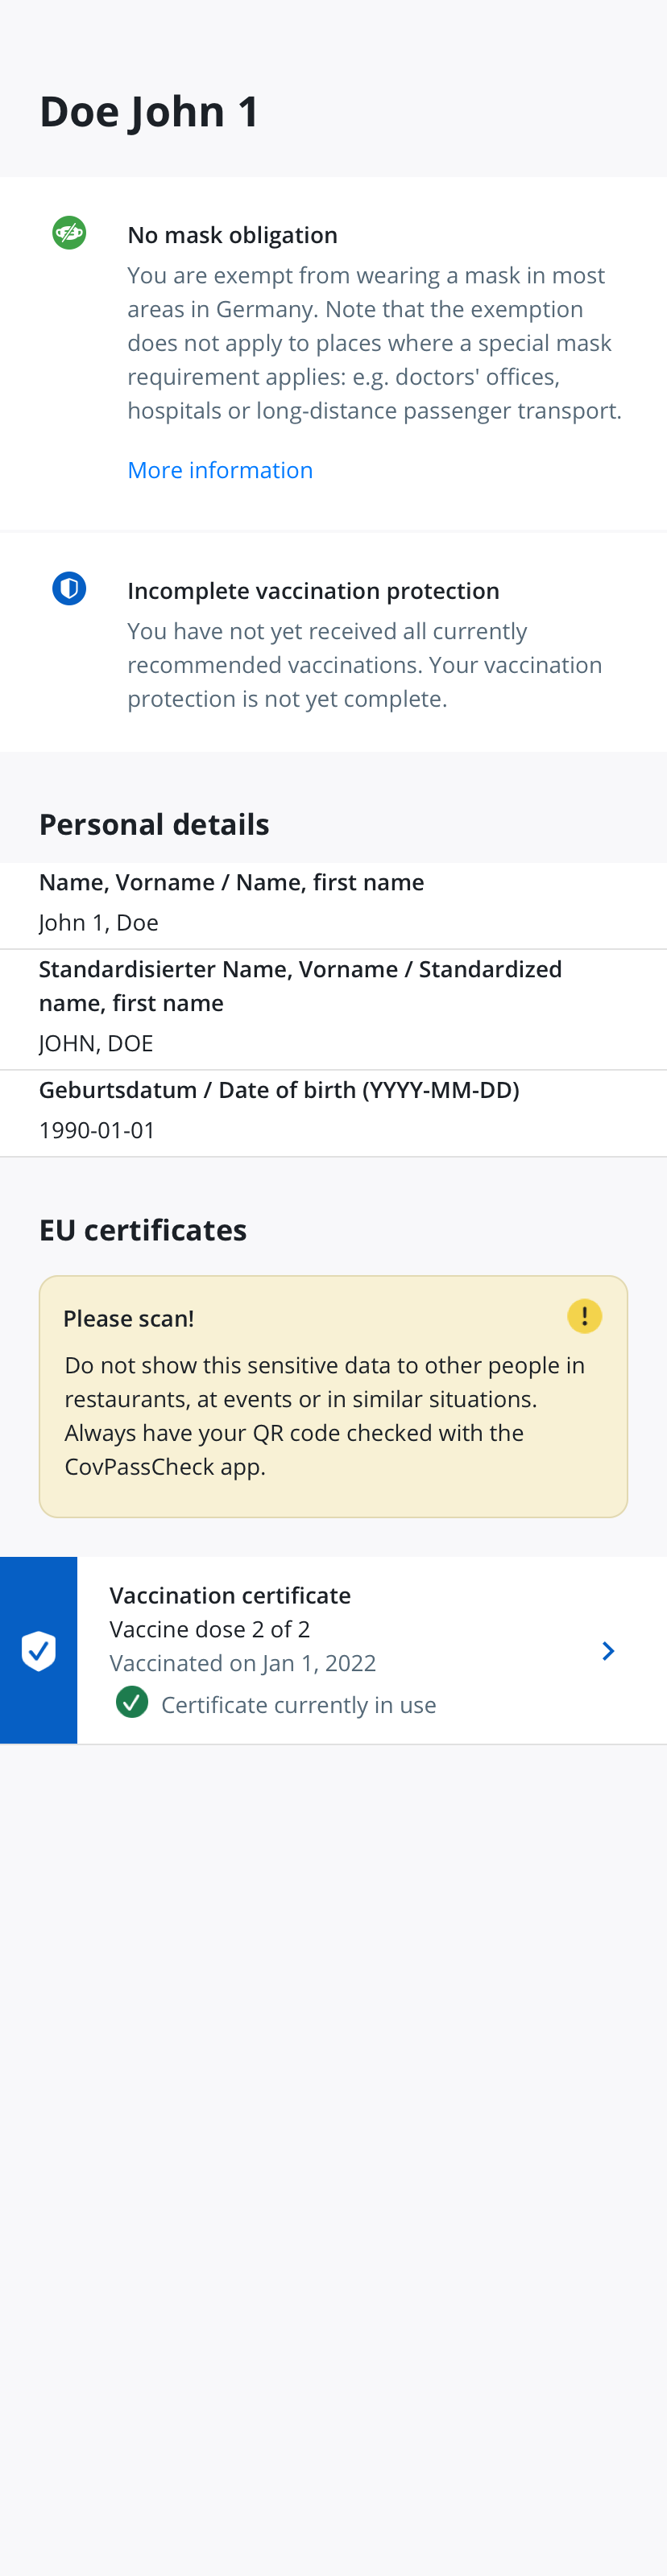 Doe John 1
No mask obligation
You are exempt from wearing a mask in most
areas in Germany. Note that the exemption
does not apply to places where a special mask
requirement applies: e.g. doctors' offices,
hospitals or long-distance passenger transport.
More information
Incomplete vaccination protection
You have not yet received all currently
recommended vaccinations. Your vaccination
protection is not yet complete.
Personal details
Name, Vorname / Name, first name
John 1, Doe
Standardisierter Name, Vorname / Standardized
name, first name
JOHN, DOE
Geburtsdatum / Date of birth (YYYY-MM-DD)
1990-01-01
EU certificates
Please scan!
Do not show this sensitive data to other people in
restaurants, at events or in similar situations.
Always have your QR code checked with the
CovPassCheck app.
Vaccination certificate
Vaccine dose 2 of 2
Vaccinated on Jan 1, 2022
Certificate currently in use